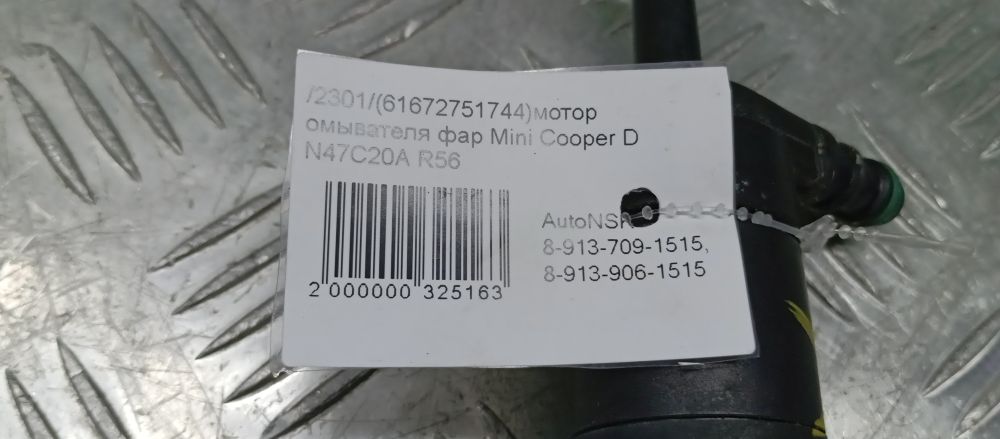 /2301/(61672751744)мотор
омывателя фар Mini Cooper D
N47C20A R56
AutoNSK
8-913-709-1515,
8-913-906-1515
2 000000 325163